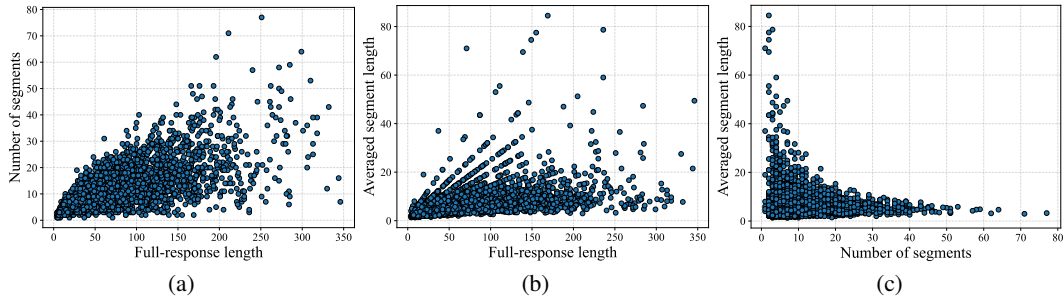 80
70
60
50
40
30
20
10
0
Number of segments
0 50 100 150 200 250 300 350
Full-response length
(a)
80
60
40
20
0
Averaged segment length
0 50 100 150 200 250 300 350
Full-response length
(b)
80
60
40
20
0
Averaged segment length
0 10 20 30 40 50 60 70 80
Number of segments
(c)